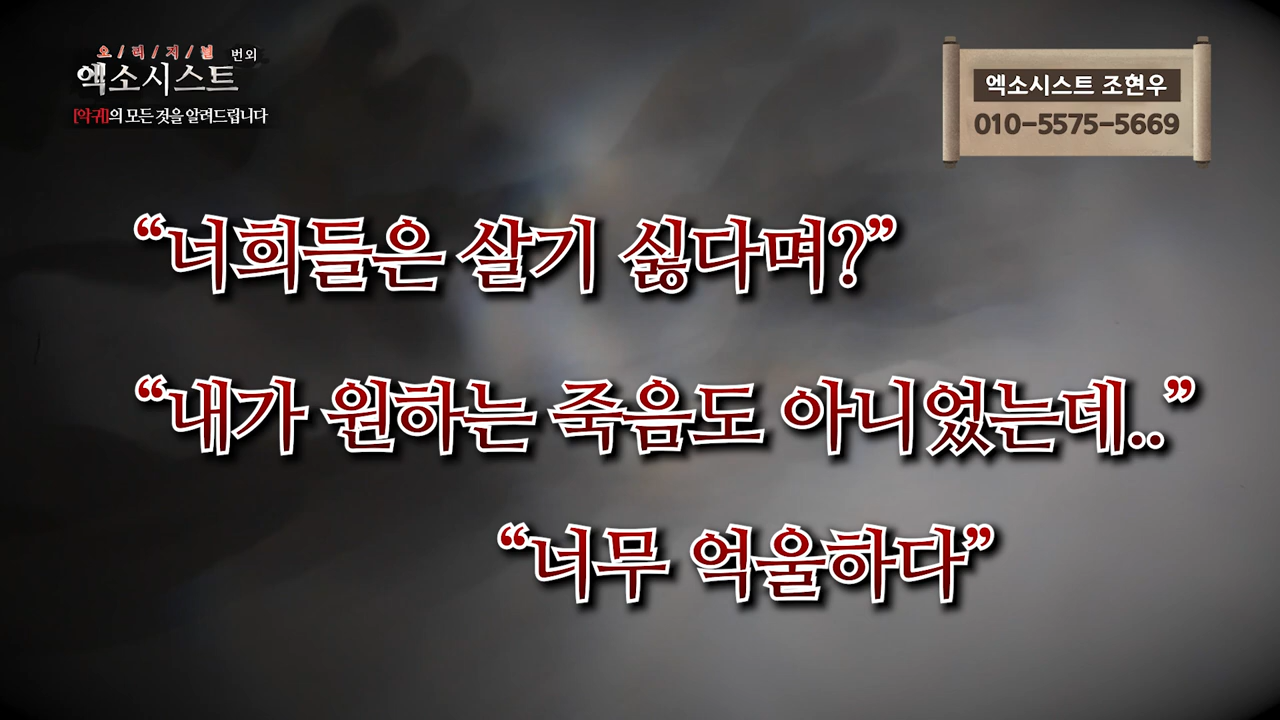 오/리/지/널 번외
엑소시스트
[악귀]의 모든 것을 알려드립니다
엑소시스트 조현우
010-5575-5669
“너희들은 살기 싫다며?”
“내가 원하는 죽음도 아니었는데..”
“너무 억울하다”